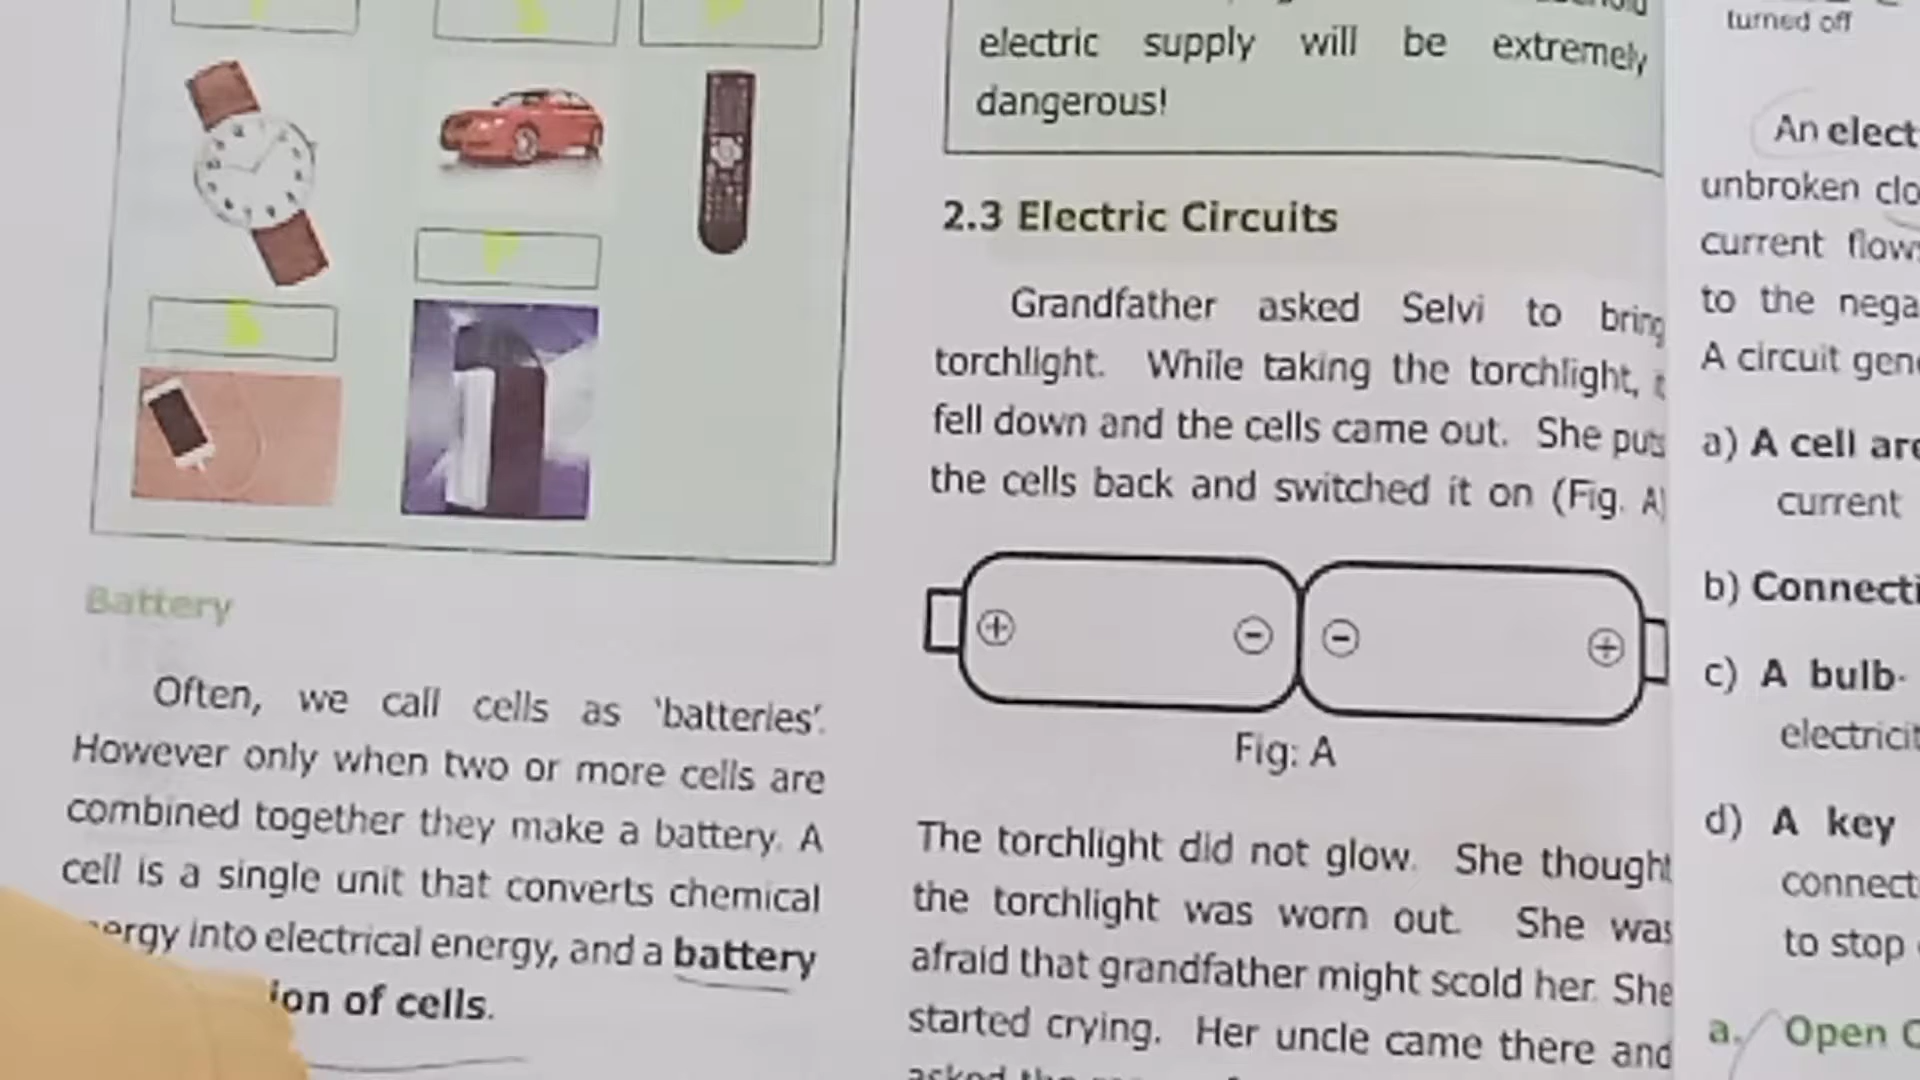 Battery
Often, we call cells as 'batteries'.
However only when two or more cells are
combined together they make a battery. A
cell is a single unit that converts chemical
into electrical energy, and a battery
of cells.
electric supply will be extremely
dangerous!
2.3 Electric Circuits
Grandfather asked Selvi to bring
torchlight. While taking the torchlight,
fell down and the cells came out. She puts
the cells back and switched it on (Fig. A)
+ - - +
Fig: A
The torchlight did not glow. She thought
the torchlight was worn out. She was
afraid that grandfather might scold her. She
started crying. Her uncle came there and
turned off
An elect
unbroken clo
current flow
to the nega
A circuit gene
a) A cell
current
b) Connecti
c) A bulb-
electricit
d) A key
connect
to stop
a. Open C